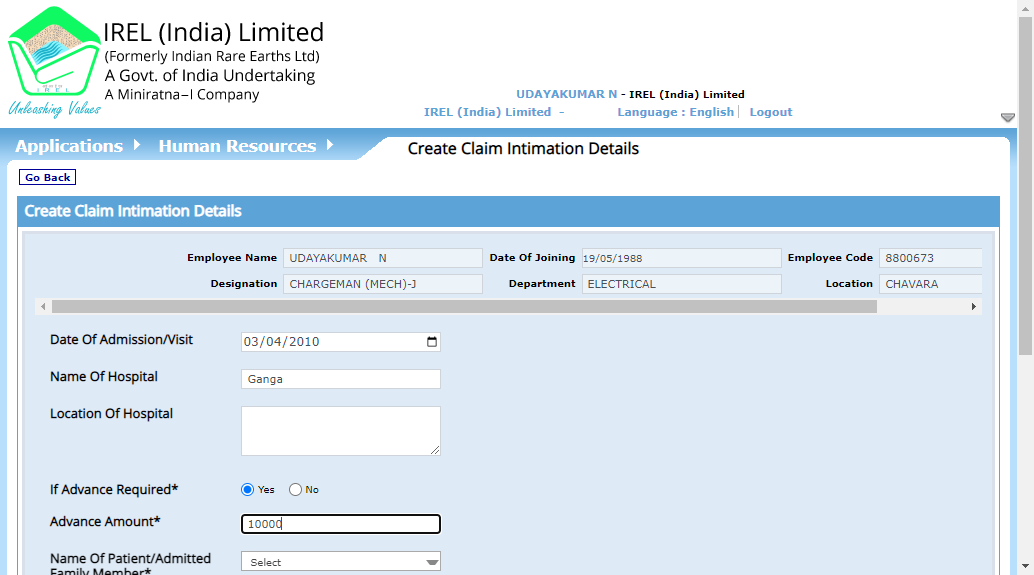 IREL (India) Limited
(Formerly Indian Rare Earths Ltd)
A Govt. of India Undertaking
A Miniratna–I Company
IREL
Unleashing Values
UDAYAKUMAR N - IREL (India) Limited
IREL (India) Limited - Language : English | Logout
Applications Human Resources Create Claim Intimation Details
Go Back
Create Claim Intimation Details
Employee Name UDAYAKUMAR N Date Of Joining 19/05/1988 Employee Code 8800673
Designation CHARGEMAN (MECH)-J Department ELECTRICAL Location CHAVARA
Date Of Admission/Visit 03/04/2010
Name Of Hospital Ganga
Location Of Hospital
If Advance Required* Yes No
Advance Amount* 10000
Name Of Patient/Admitted Select
Family Member*